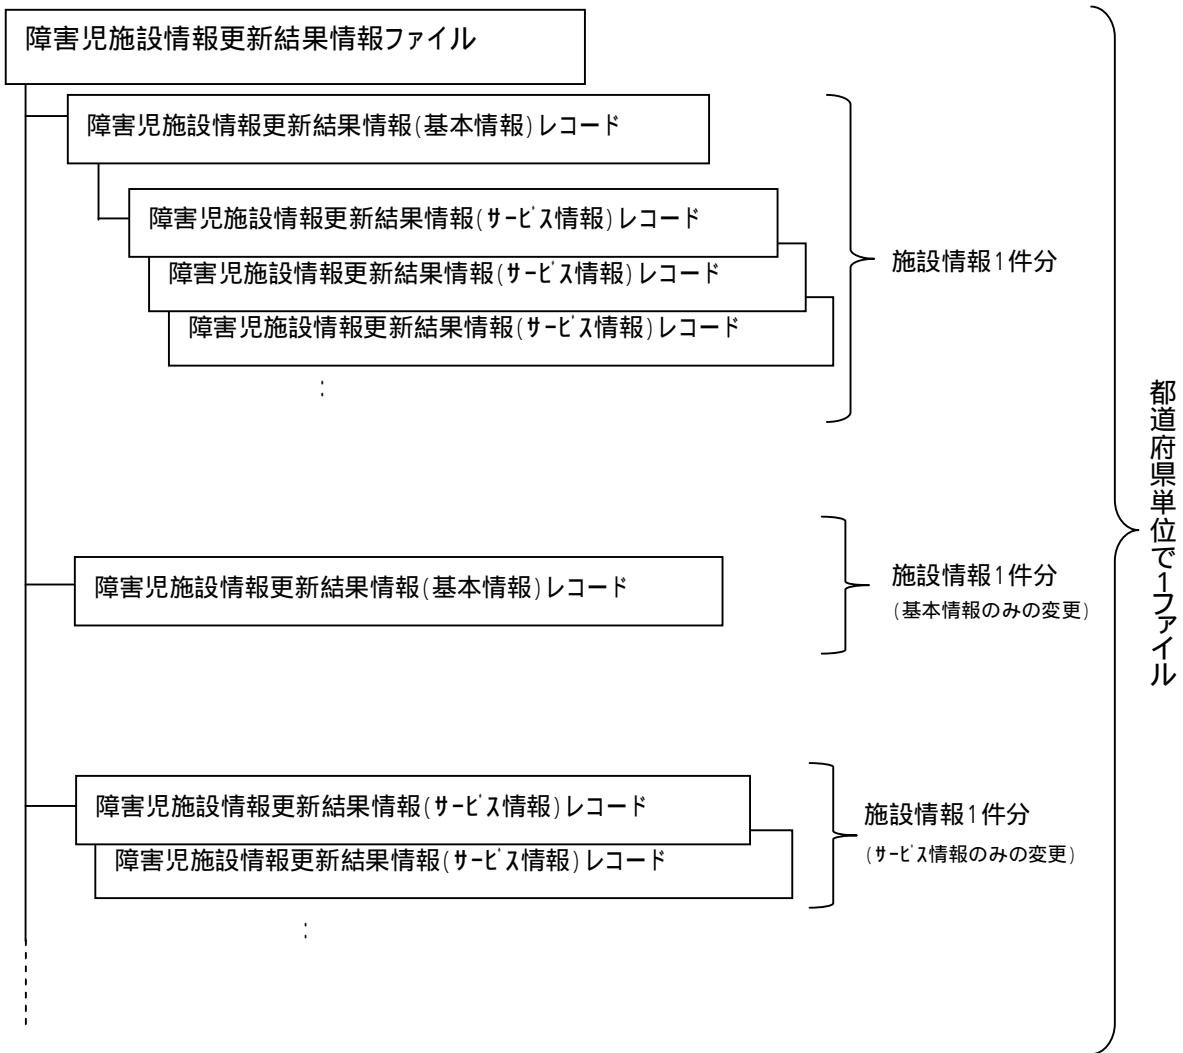 障害児施設情報更新結果情報ファイル
障害児施設情報更新結果情報(基本情報)レコード
障害児施設情報更新結果情報(ｻｰﾋﾞｽ情報)レコード
障害児施設情報更新結果情報(ｻｰﾋﾞｽ情報)レコード
障害児施設情報更新結果情報(ｻｰﾋﾞｽ情報)レコード
:
施設情報1件分
障害児施設情報更新結果情報(基本情報)レコード
施設情報1件分
(基本情報のみの変更)
障害児施設情報更新結果情報(ｻｰﾋﾞｽ情報)レコード
障害児施設情報更新結果情報(ｻｰﾋﾞｽ情報)レコード
:
施設情報1件分
(ｻｰﾋﾞｽ情報のみの変更)
都道府県単位で1ファイル